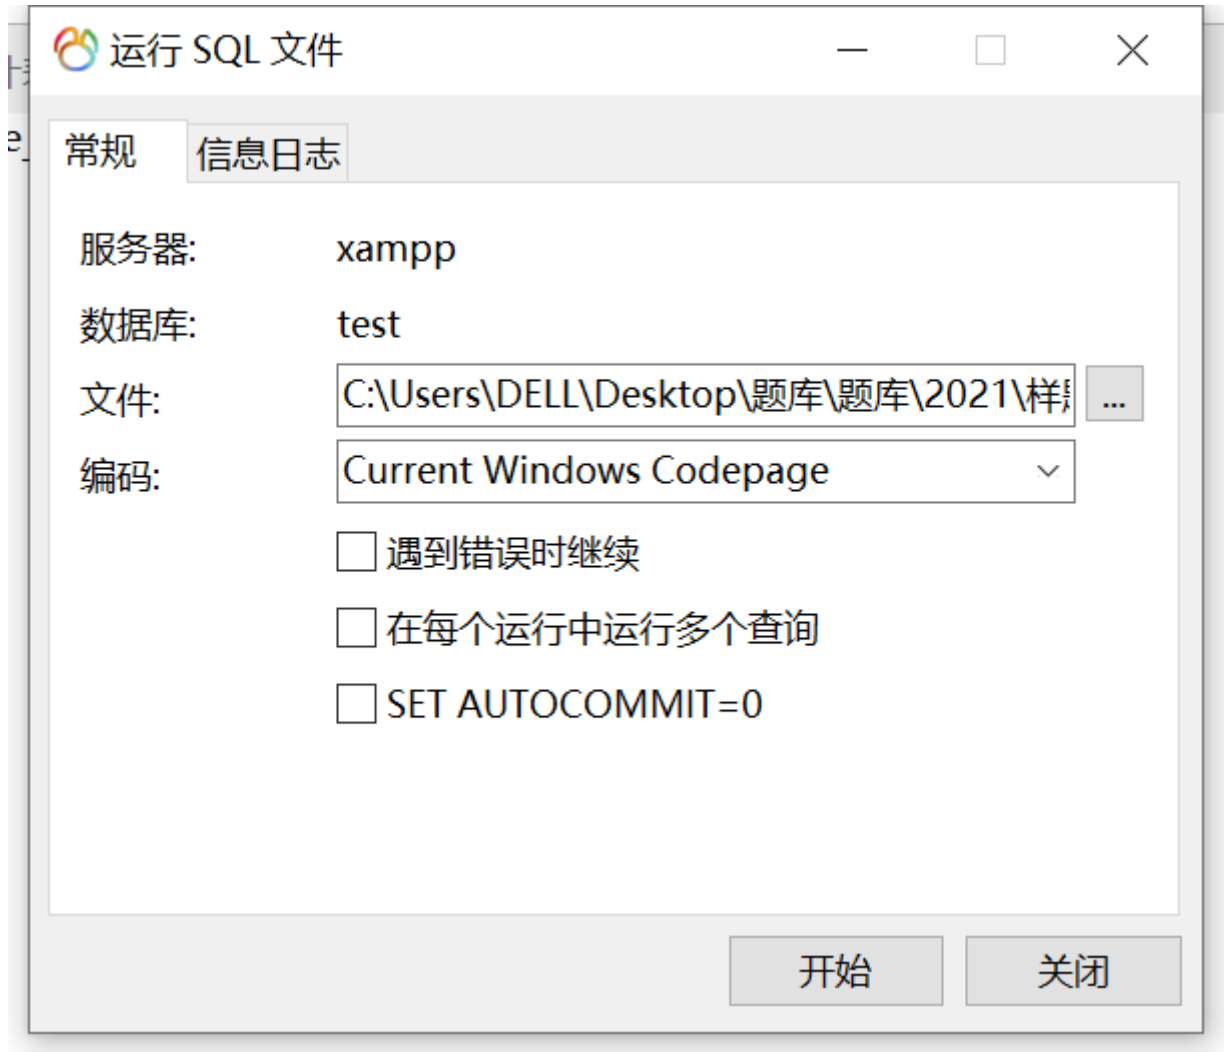 运行 SQL 文件
常规
信息日志
服务器: xampp
数据库: test
文件: C:\Users\DELL\Desktop\题库\题库\2021\样 ...
编码: Current Windows Codepage
遇到错误时继续
在每个运行中运行多个查询
SET AUTOCOMMIT=0
开始
关闭